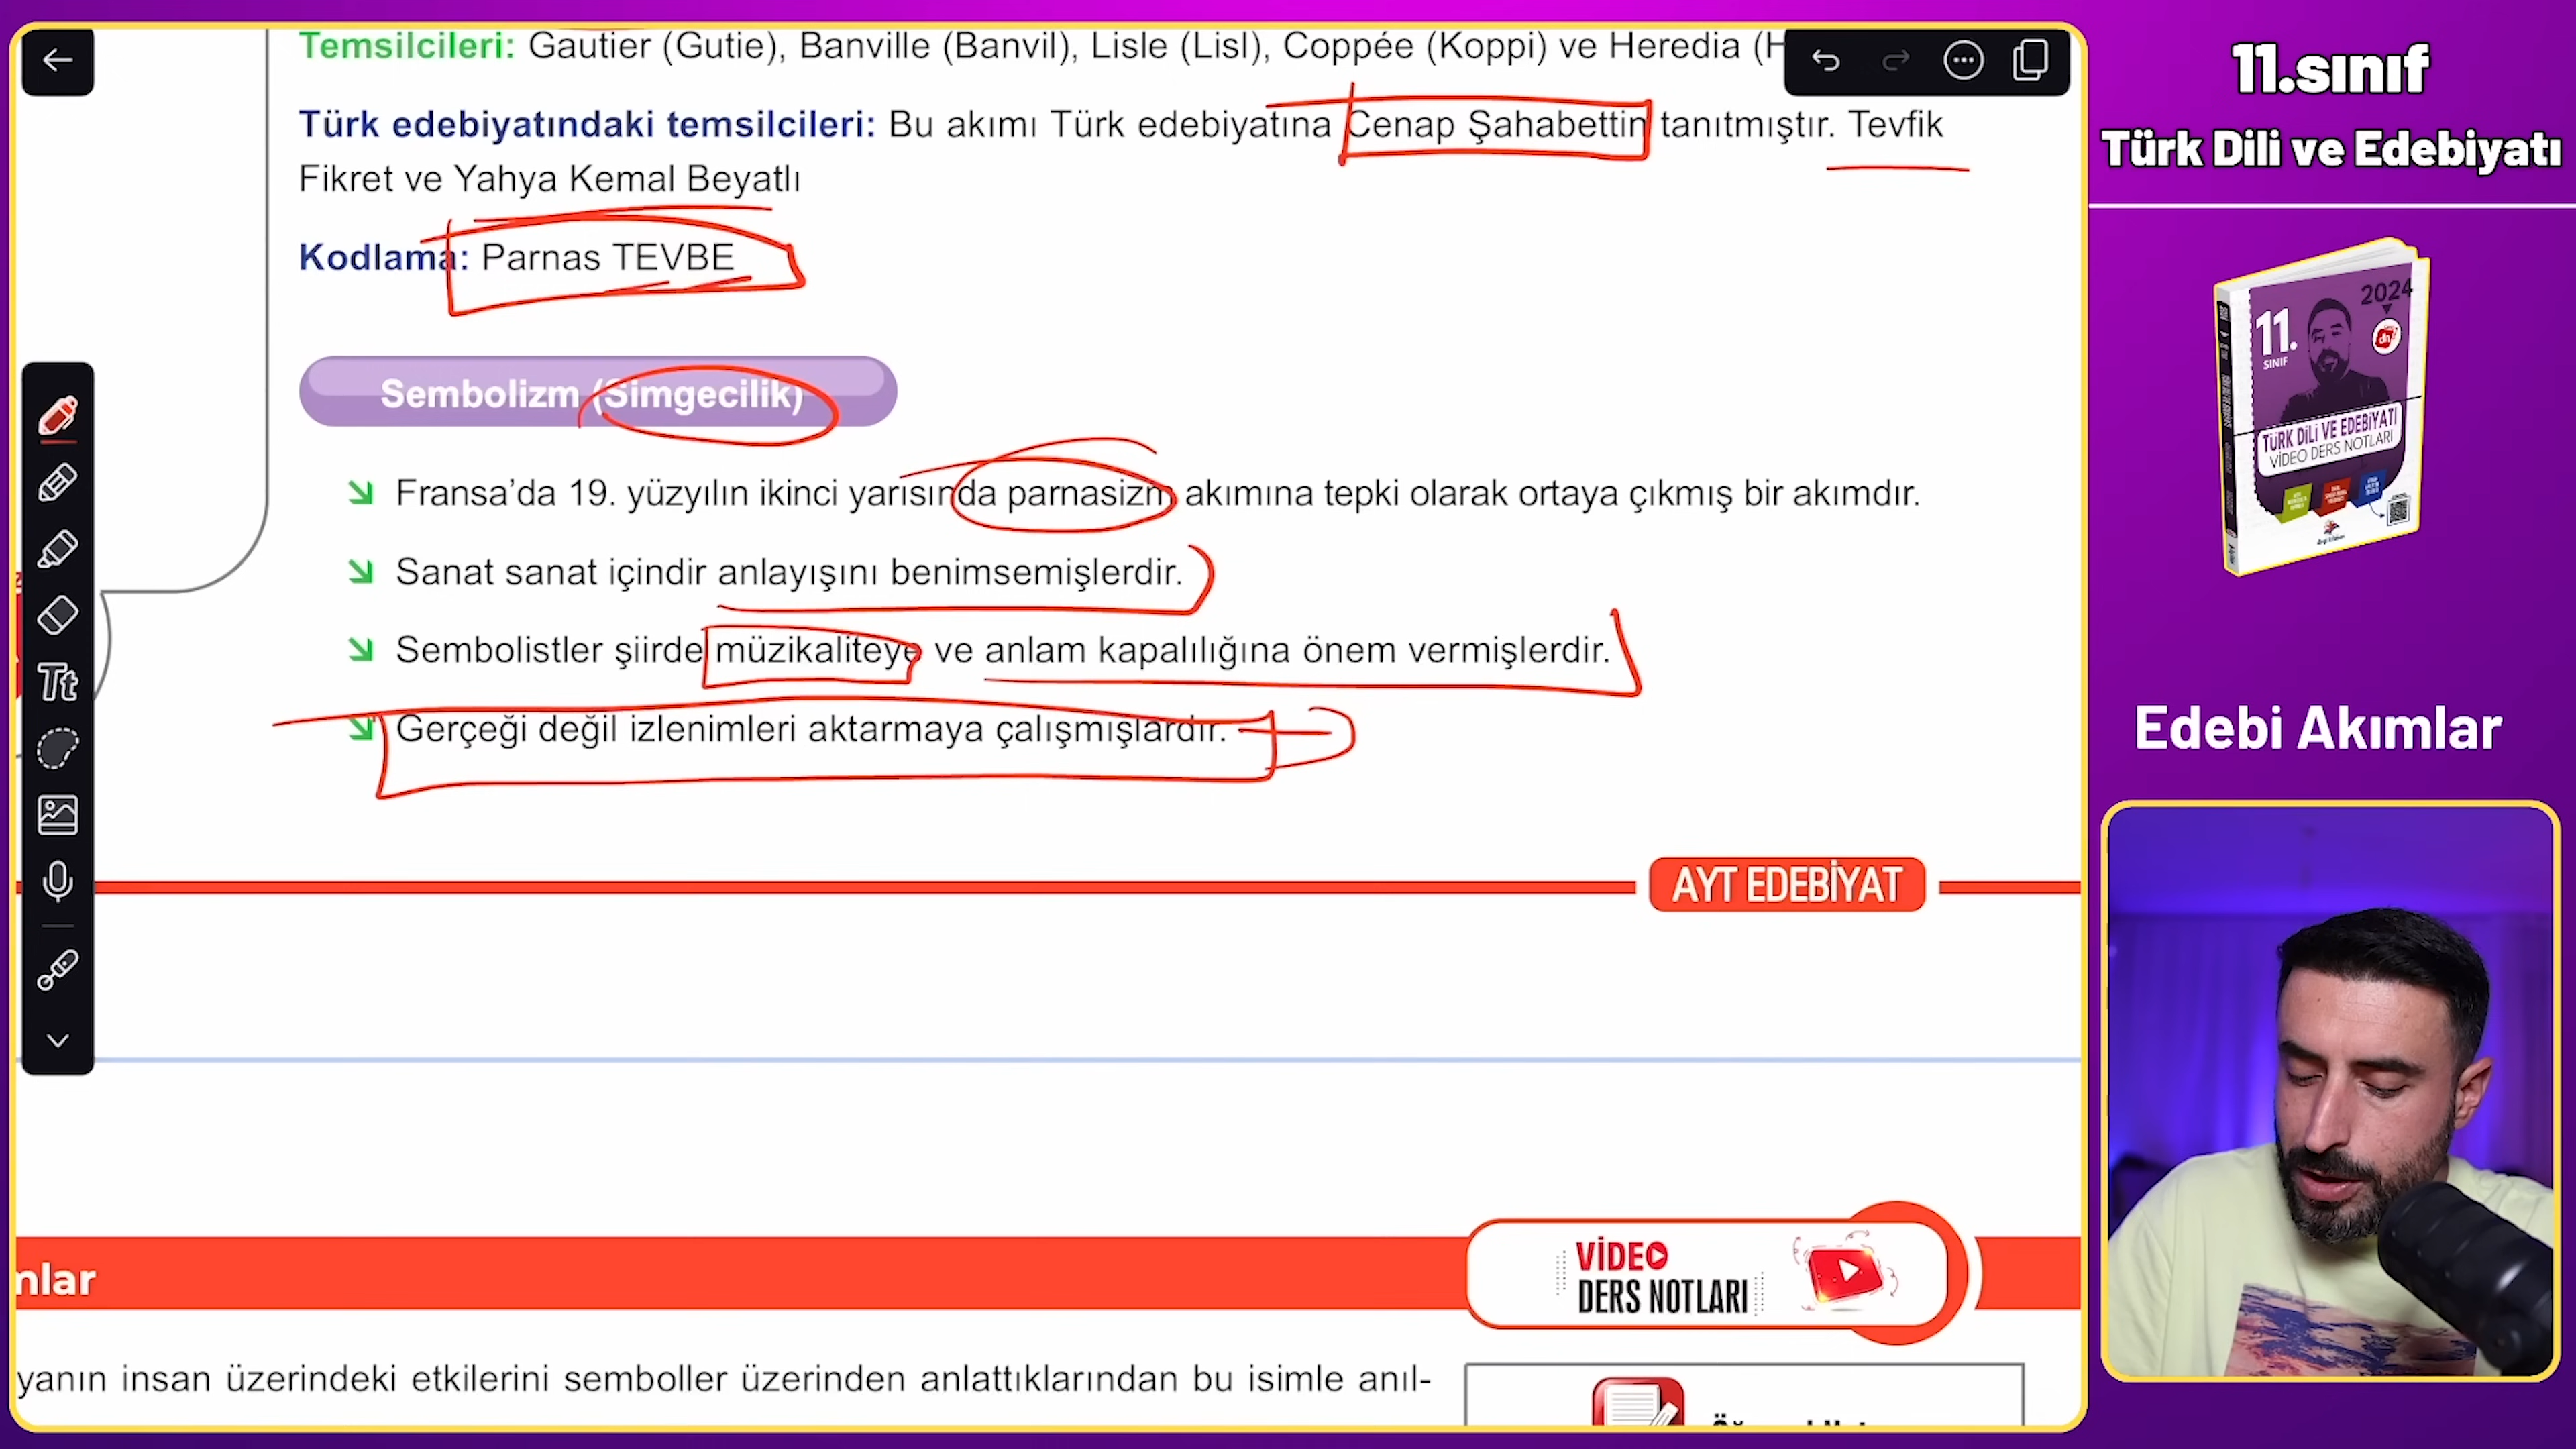 Temsilcileri: Gautier (Gutie), Banville (Banvil), Lisle (Lisl), Coppée (Koppi) ve Heredia (H
Türk edebiyatındaki temsilcileri: Bu akımı Türk edebiyatına Cenap Şahabettin tanıtmıştır. Tevfik
Fikret ve Yahya Kemal Beyatlı
Kodlama: Parnas TEVBE
Sembolizm (Simgecilik)
Fransa’da 19. yüzyılın ikinci yarısında parnasizm akımına tepki olarak ortaya çıkmış bir akımdır.
Sanat sanat içindir anlayışını benimsemişlerdir.
Sembolistler şiirde müzikaliteye ve anlam kapalılığına önem vermişlerdir.
Gerçeği değil izlenimleri aktarmaya çalışmışlardır.
AYT EDEBİYAT
mlar
VİDEO
DERS NOTLARI
yanın insan üzerindeki etkilerini semboller üzerinden anlattıklarından bu isimle anıl-
Tt
11.sınıf
Türk Dili ve Edebiyatı
2024
11.
SINIF
TÜRK DİLİ VE EDEBİYATI
VİDEO DERS NOTLARI
Edebi Akımlar